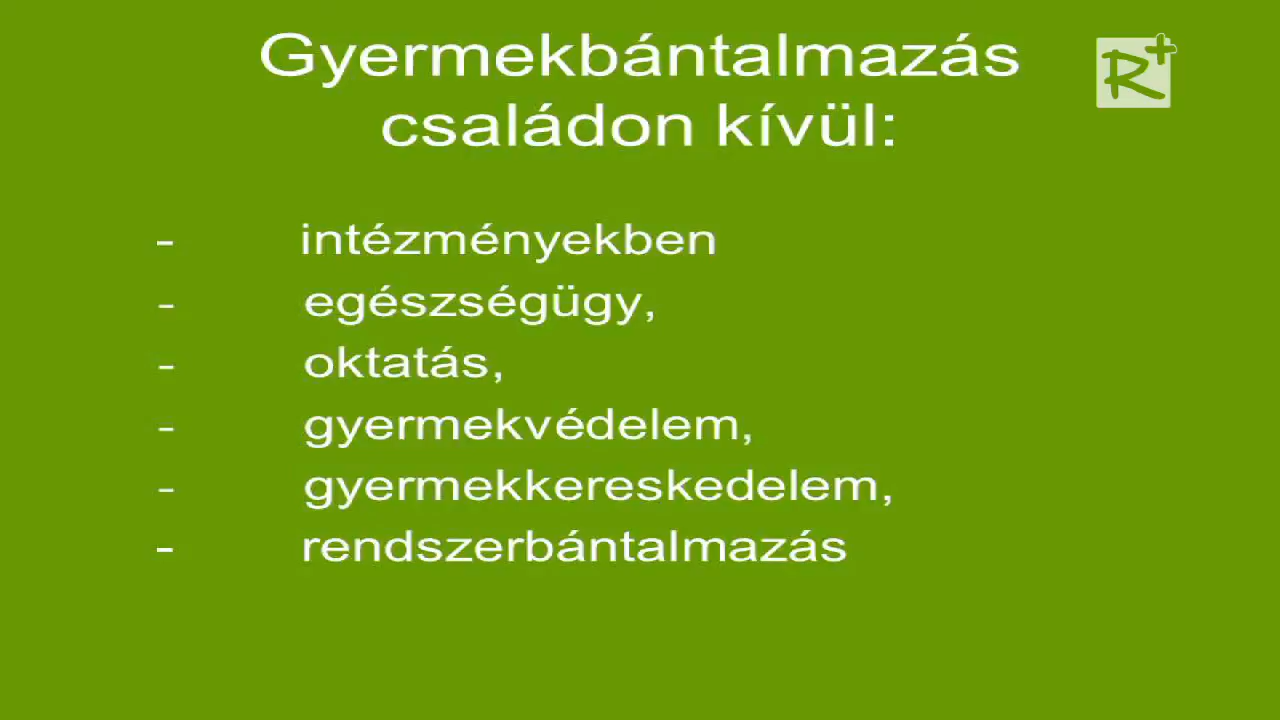 Gyermekbántalmazás
családon kívül:
R+
- intézményekben
- egészségügy,
- oktatás,
- gyermekvédelem,
- gyermekkereskedelem,
- rendszerbántalmazás